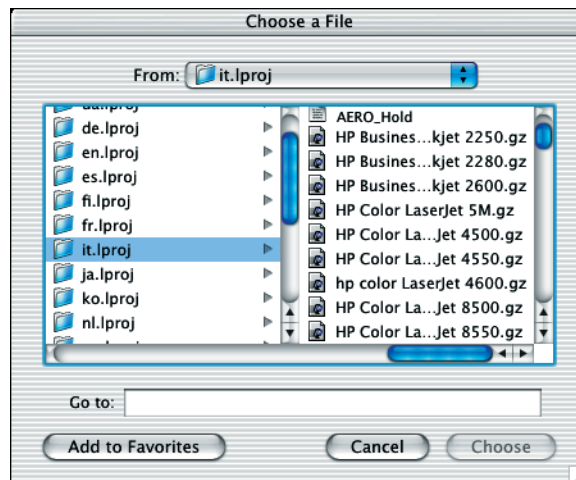 Choose a File
From: it.lproj
da.lproj
de.lproj
en.lproj
es.lproj
fi.lproj
fr.lproj
it.lproj
ja.lproj
ko.lproj
nl.lproj
AERO_Hold
HP Busines...kjet 2250.gz
HP Busines...kjet 2280.gz
HP Busines...kjet 2600.gz
HP Color LaserJet 5M.gz
HP Color La...Jet 4500.gz
HP Color La...Jet 4550.gz
hp color LaserJet 4600.gz
HP Color La...Jet 8500.gz
HP Color La...Jet 8550.gz
Go to:
Add to Favorites
Cancel
Choose